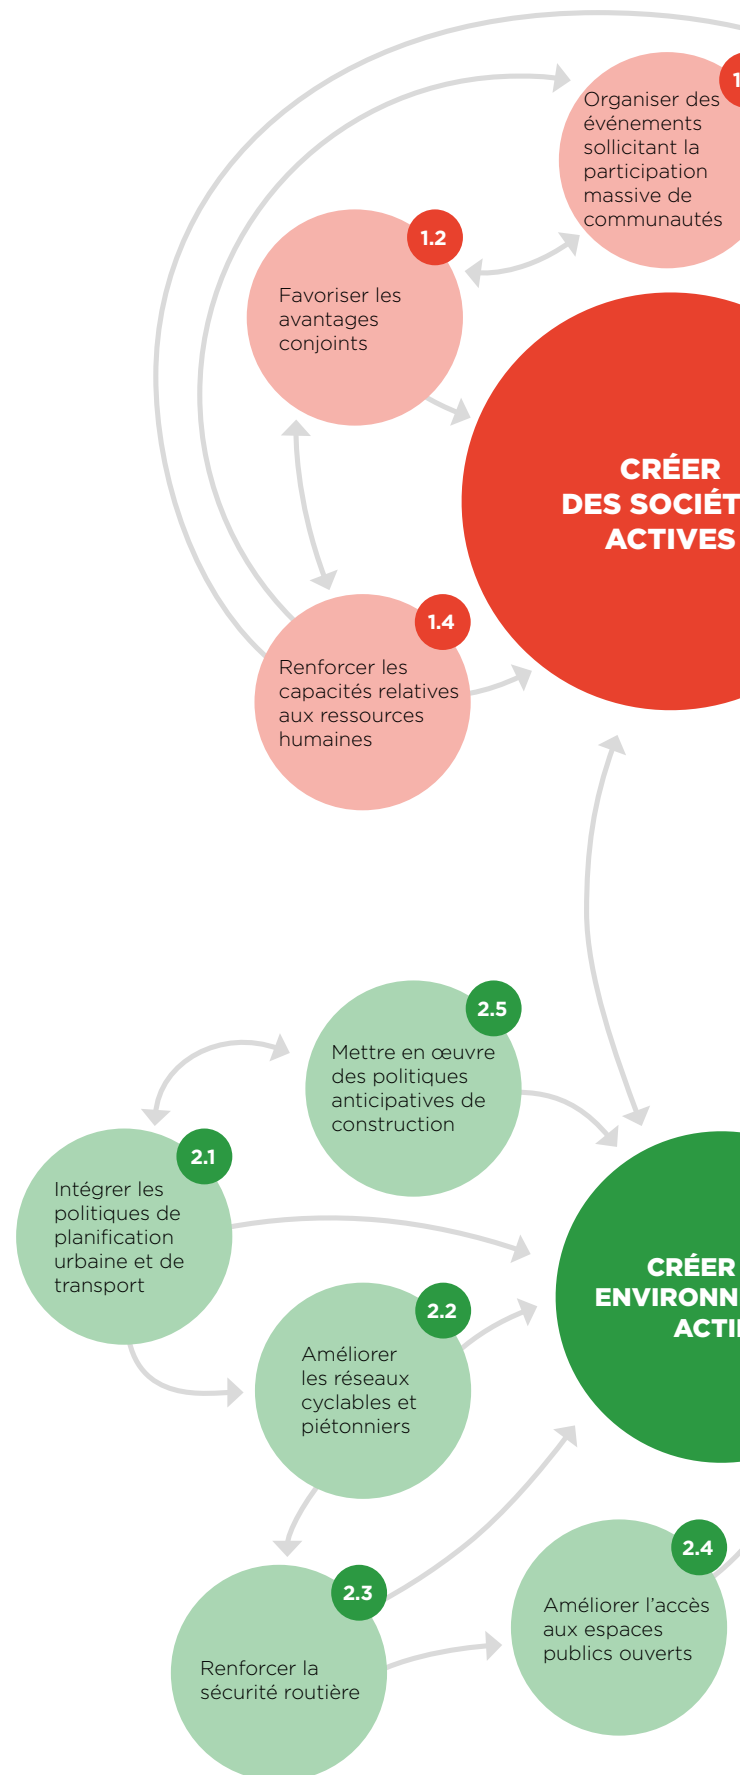 Organiser des
événements
sollicitant la
participation
massive de
communautés
1.2
Favoriser les
avantages
conjoints
CRÉER
DES SOCIÉT
ACTIVES
1.4
Renforcer les
capacités relatives
aux ressources
humaines
2.5
Mettre en œuvre
des politiques
anticipatives de
construction
2.1
Intégrer les
politiques de
planification
urbaine et de
transport
CRÉER
ENVIRONN
ACTI
2.2
Améliorer
les réseaux
cyclables et
piétonniers
2.4
Améliorer l’accès
aux espaces
publics ouverts
2.3
Renforcer la
sécurité routière